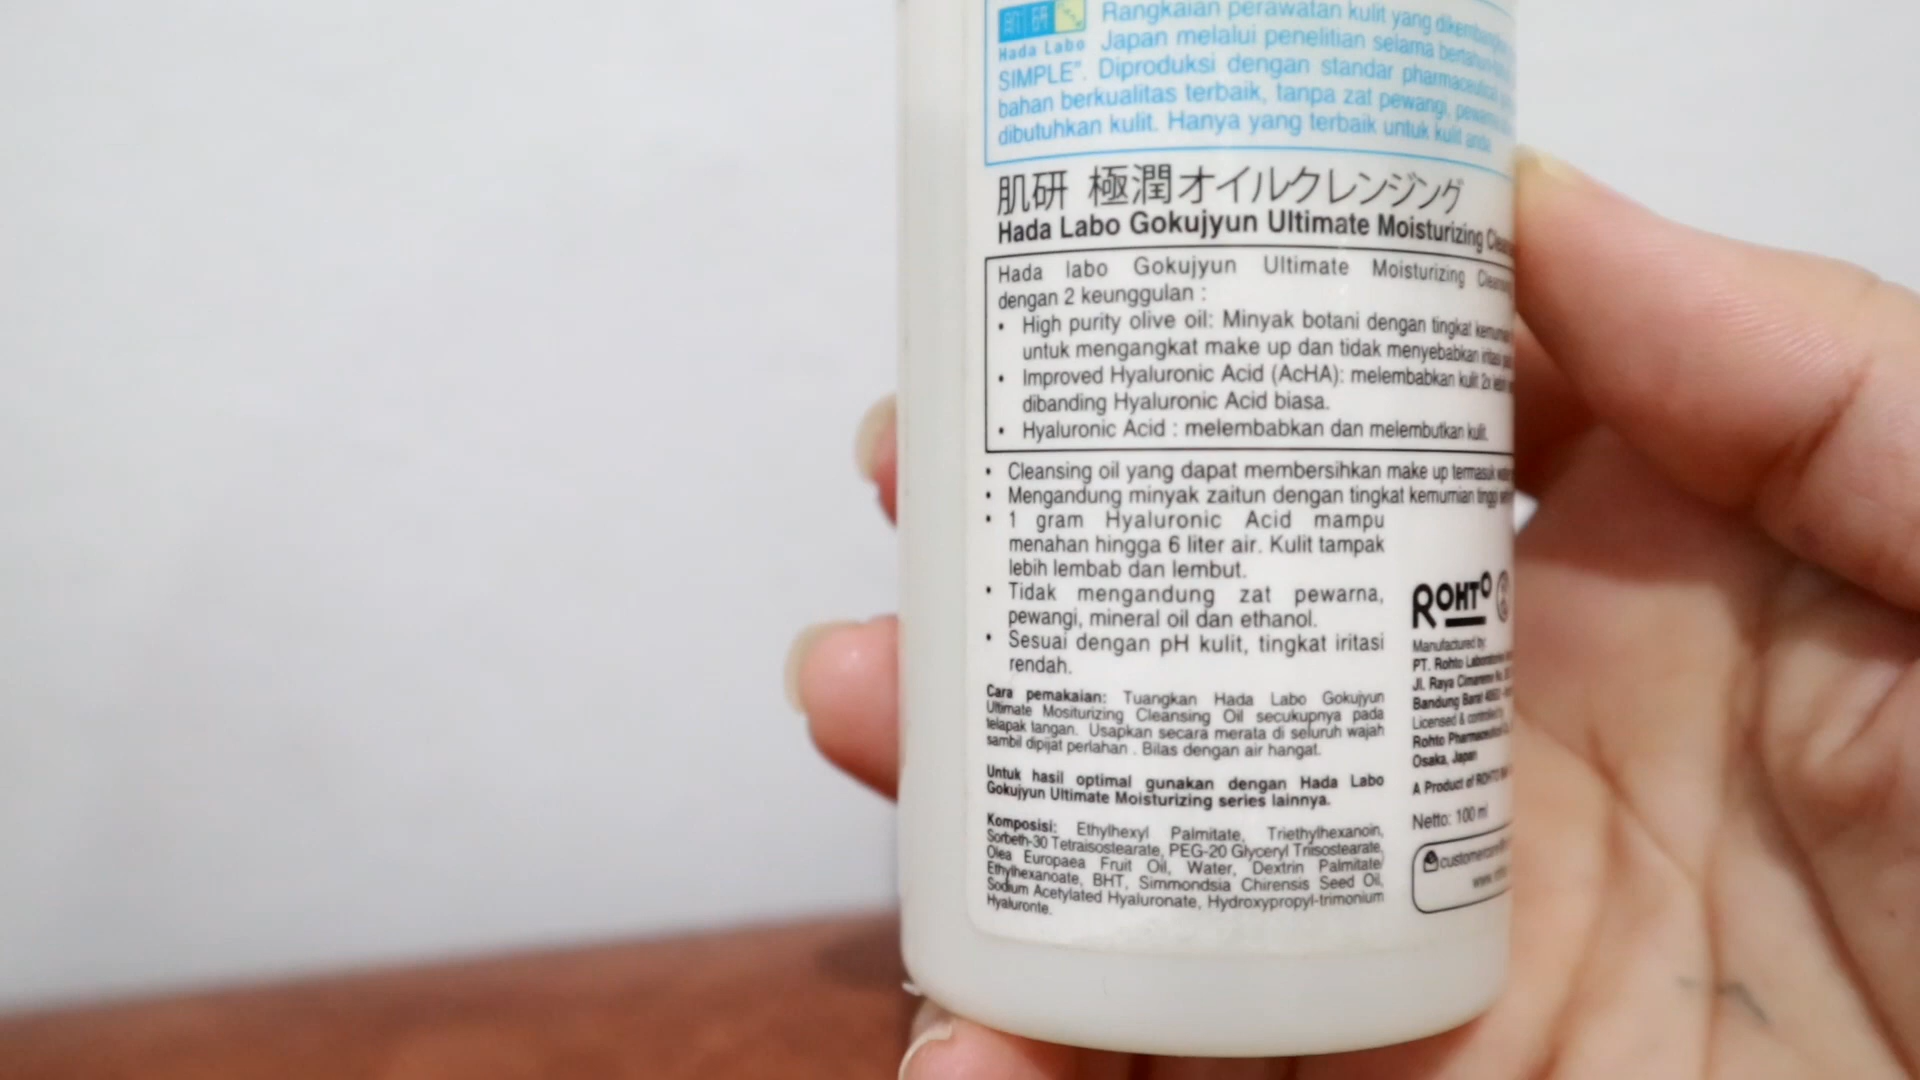 肌研
Hada Labo
Rangkaian perawatan kulit yang
Japan melalui penelitian selama
SIMPLE". Diproduksi dengan standar
bahan berkualitas terbaik, tanpa zat pewangi,
dibutuhkan kulit. Hanya yang terbaik untuk kulit anda.
肌研 極潤オイルクレンジング
Hada Labo Gokujyun Ultimate Moisturizing
Hada labo Gokujyun Ultimate Moisturizing
dengan 2 keunggulan :
• High purity olive oil: Minyak botani dengan tingkat
untuk mengangkat make up dan tidak menyebabkan
• Improved Hyaluronic Acid (AcHA): melembabkan kulit 2x
dibanding Hyaluronic Acid biasa.
• Hyaluronic Acid : melembabkan dan melembutkan kulit.
• Cleansing oil yang dapat membersihkan make up termasuk
• Mengandung minyak zaitun dengan tingkat kemurnian tinggi
• 1 gram Hyaluronic Acid mampu
menahan hingga 6 liter air. Kulit tampak
lebih lembab dan lembut.
• Tidak mengandung zat pewarna,
pewangi, mineral oil dan ethanol.
• Sesuai dengan pH kulit, tingkat iritasi
rendah.
Cara pemakaian: Tuangkan Hada Labo Gokujyun
Ultimate Mositurizing Cleansing Oil secukupnya pada
telapak tangan. Usapkan secara merata di seluruh wajah
sambil dipijat perlahan . Bilas dengan air hangat.
Untuk hasil optimal gunakan dengan Hada Labo
Gokujyun Ultimate Moisturizing series lainnya.
Komposisi: Ethylhexyl Palmitate, Triethylhexanoin,
Sorbeth-30 Tetraisostearate, PEG-20 Glyceryl Triisostearate,
Olea Europaea Fruit Oil, Water, Dextrin Palmitate/
Ethylhexanoate, BHT, Simmondsia Chirensis Seed Oil,
Sodium Acetylated Hyaluronate, Hydroxypropyl-trimonium
Hyaluronte.
ROHTO
Manufactured by:
PT. Rohto
Jl. Raya
Bandung Barat
Licensed &
Rohto
Osaka, Japan
A Product of ROHTO
Netto: 100 ml